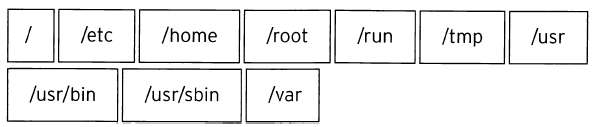 / /etc /home /root /run /tmp /usr
/usr/bin /usr/sbin /var